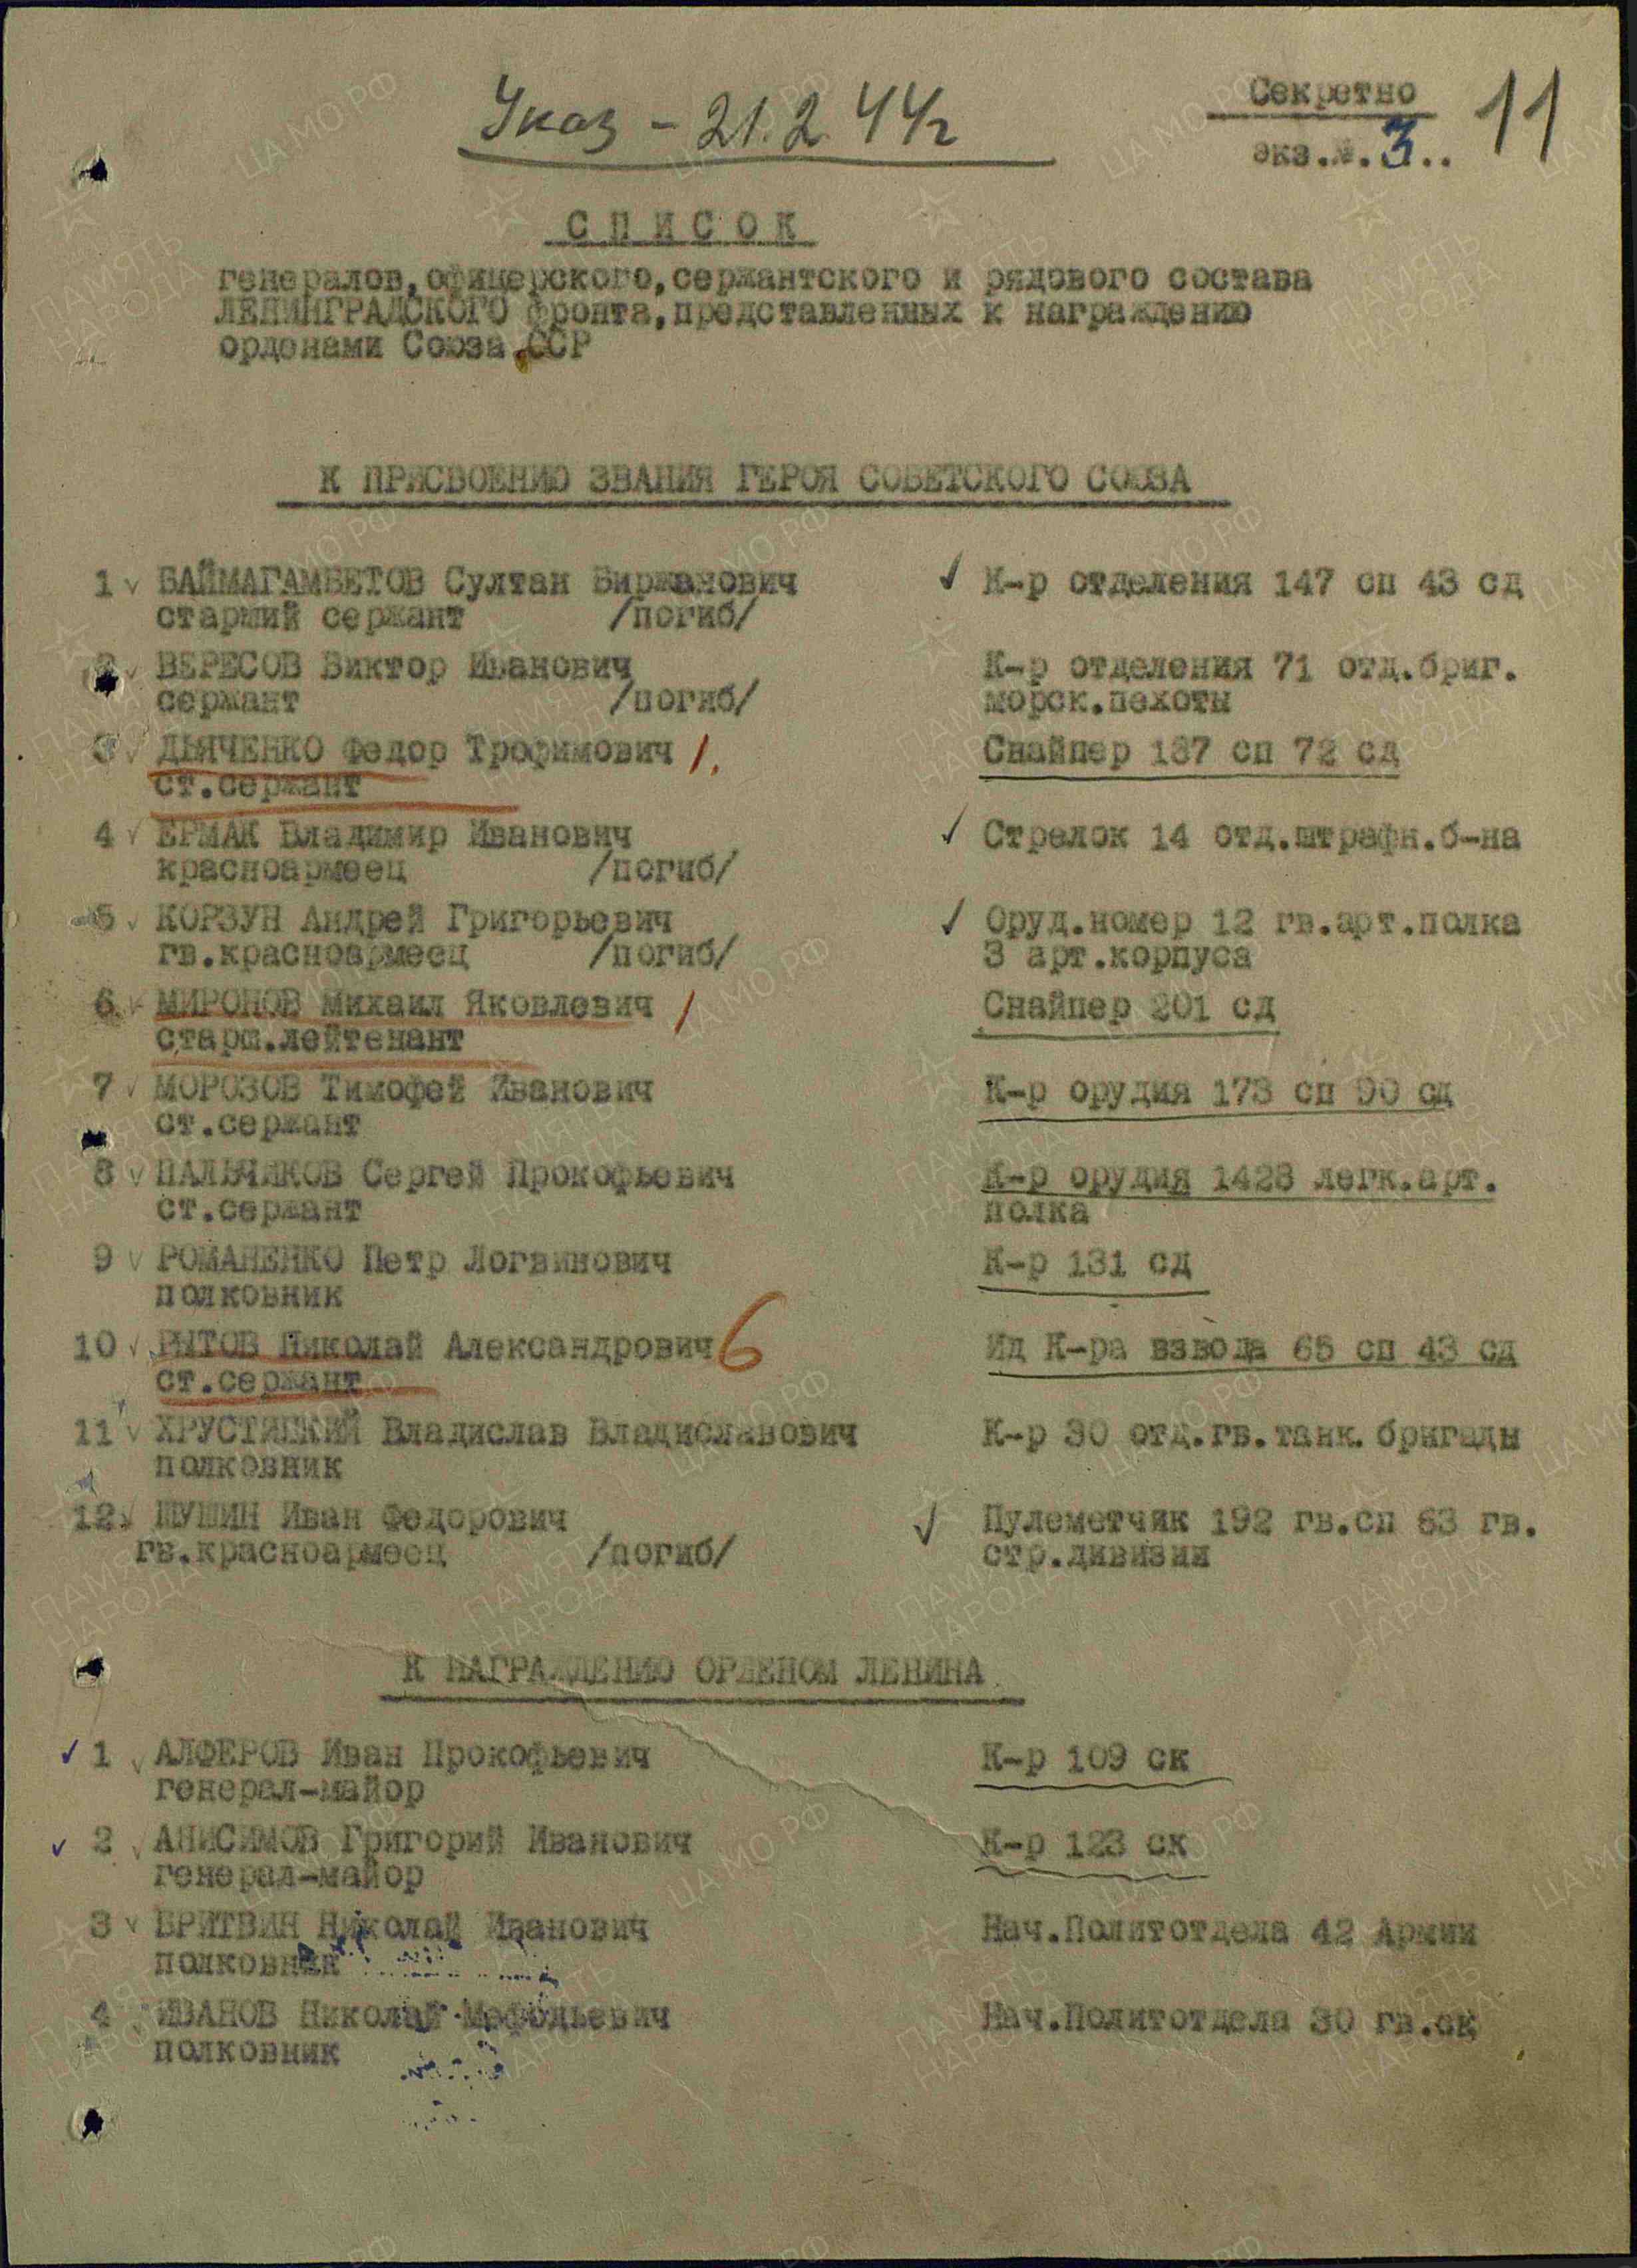 Указ - 21.2.44г
Секретно
экз.№.3..
11
СПИСОК
генералов, офицерского, сержантского и рядового состава
ЛЕНИНГРАДСКОГО фронта, представленных к награждению
орденами Союза ССР
К ПРИСВОЕНИЮ ЗВАНИЯ ГЕРОЯ СОВЕТСКОГО СОЮЗА
1 БАЙМАГАМБЕТОВ Султан Биржанович К-р отделения 147 сп 43 сд
старший сержант /погиб/
2 ВЕРЕСОВ Виктор Иванович К-р отделения 71 отд.бриг.
сержант /погиб/ морск.пехоты
3 ДЬЯЧЕНКО Федор Трофимович 1. Снайпер 187 сп 72 сд
ст.сержант
4 ЕРМАК Владимир Иванович Стрелок 14 отд.штрафн.б-на
красноармеец /погиб/
5 КОРЗУН Андрей Григорьевич Оруд.номер 12 гв.арт.полка
гв.красноармеец /погиб/ 3 арт.корпуса
6 МИРОНОВ Михаил Яковлевич 1 Снайпер 201 сд
старш.лейтенант
7 МОРОЗОВ Тимофей Иванович К-р орудия 173 сп 90 сд
ст.сержант
8 ПАЛЬЧИКОВ Сергей Прокофьевич К-р орудия 1428 легк.арт.
ст.сержант полка
9 РОМАНЕНКО Петр Логвинович К-р 131 сд
полковник
10 РЫТОВ Николай Александрович 6 ИД К-ра взвода 65 сп 43 сд
ст.сержант
11 ХРУСТИЦКИЙ Владислав Владиславович К-р 30 отд.гв.танк.бригады
полковник
12 ШУШИН Иван Федорович Пулеметчик 192 гв.сп 63 гв.
гв.красноармеец /погиб/ стр.дивизии
К НАГРАЖДЕНИЮ ОРДЕНОМ ЛЕНИНА
1 АЛФЕРОВ Иван Прокофьевич К-р 109 ск
генерал-майор
2 АНИСИМОВ Григорий Иванович К-р 123 ск
генерал-майор
3 БРИТВИН Николай Иванович Нач.Политотдела 42 Армии
полковник
4 ИВАНОВ Николай Мефодьевич Нач.Политотдела 30 гв.ск
полковник
ЦА МО РФ
ПАМЯТЬ НАРОДА